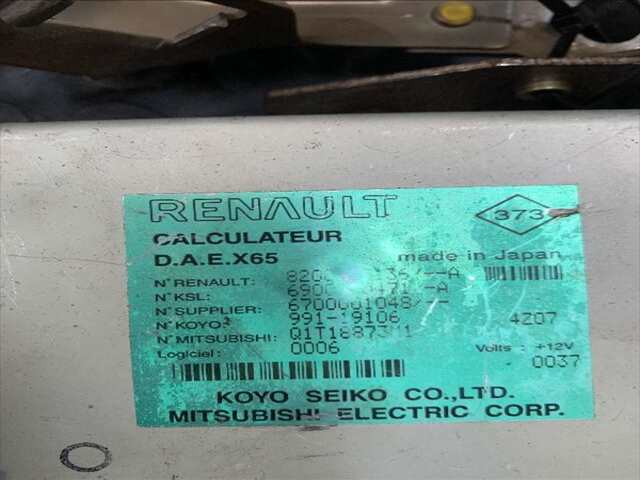 RENAULT
373
CALCULATEUR
D.A.E.X65 made in Japan
N° RENAULT:
N° KSL:
N° SUPPLIER: 6700001048/--
N° KOYO: 991-19106 4Z07
N° MITSUBISHI:
Logiciel: 0006 Volts: +12V
0037
KOYO SEIKO CO.,LTD.
MITSUBISHI ELECTRIC CORP.